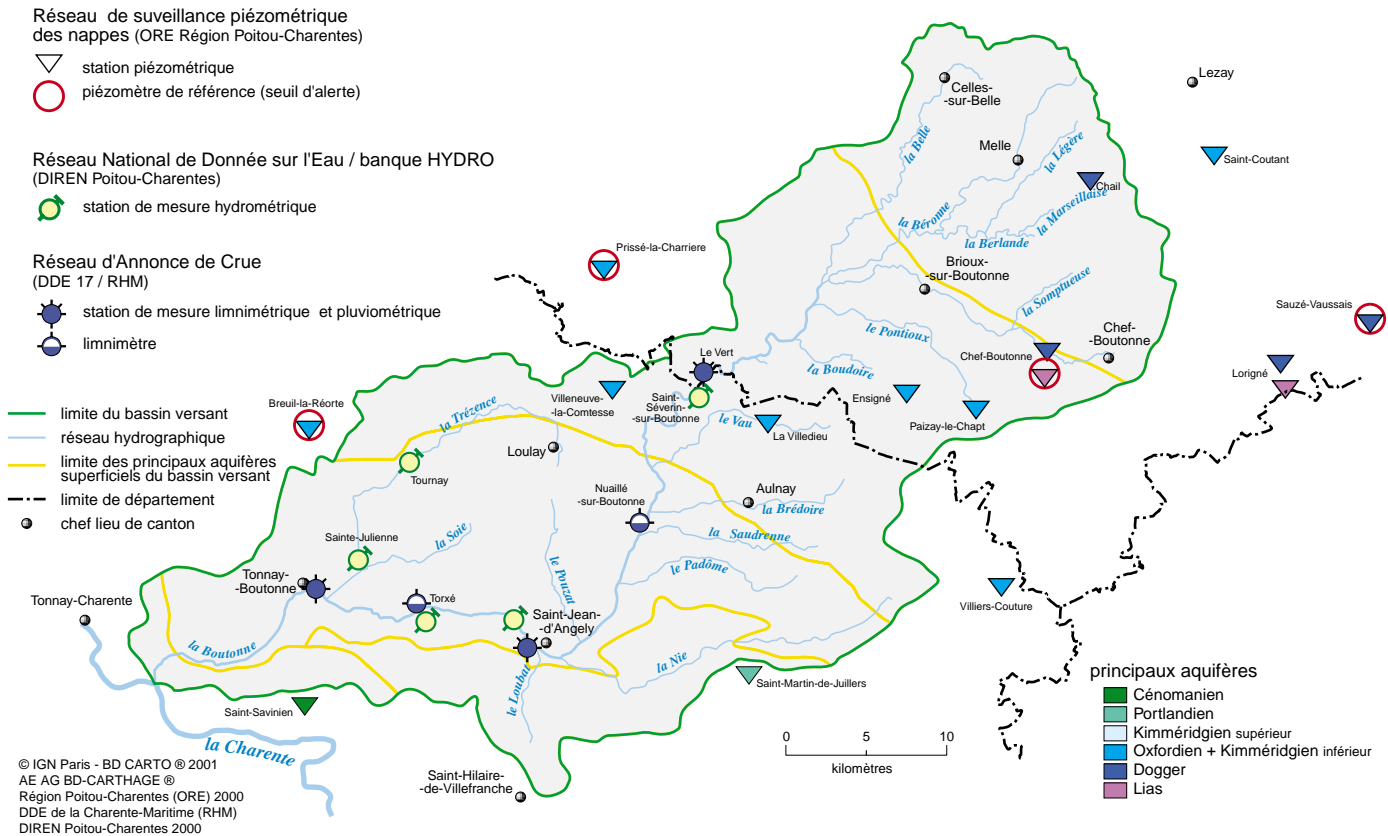 Réseau de suveillance piézométrique
des nappes (ORE Région Poitou-Charentes)
station piézométrique
piézomètre de référence (seuil d'alerte)
Réseau National de Donnée sur l'Eau / banque HYDRO
(DIREN Poitou-Charentes)
station de mesure hydrométrique
Réseau d'Annonce de Crue
(DDE 17 / RHM)
station de mesure limnimétrique et pluviométrique
limnimètre
limite du bassin versant
réseau hydrographique
limite des principaux aquifères
superficiels du bassin versant
limite de département
chef lieu de canton
Celles-
-sur-Belle
Lezay
la Belle
Melle
la Légère
Saint-Coutant
Chail
la Marseillaise
la Béronne
la Berlande
Prissé-la-Charriere
Brioux-
-sur-Boutonne
la Somptueuse
Sauzé-Vaussais
le Pontioux
Chef-
-Boutonne
Chef-Boutonne
Le Vert
la Boudoire
Lorigné
Villeneuve-
-la-Comtesse
Saint-
Séverin-
sur-Boutonne
Ensigné
Paizay-le-Chapt
Breuil-la-Réorte
la Trézence
le Vau
La Villedieu
Loulay
Tournay
Nuaillé
-sur-Boutonne
Aulnay
la Brédoire
Sainte-Julienne
la Soie
la Saudrenne
le Pouzat
le Padôme
Tonnay-
-Boutonne
Torxé
Villiers-Couture
Tonnay-Charente
Saint-Jean-
-d'Angely
la Boutonne
la Nie
le Loubat
Saint-Martin-de-Juillers
Saint-Savinien
la Charente
Saint-Hilaire-
-de-Villefranche
0 5 10
kilomètres
principaux aquifères
Cénomanien
Portlandien
Kimméridgien supérieur
Oxfordien + Kimméridgien inférieur
Dogger
Lias
© IGN Paris - BD CARTO ® 2001
AE AG BD-CARTHAGE ®
Région Poitou-Charentes (ORE) 2000
DDE de la Charente-Maritime (RHM)
DIREN Poitou-Charentes 2000